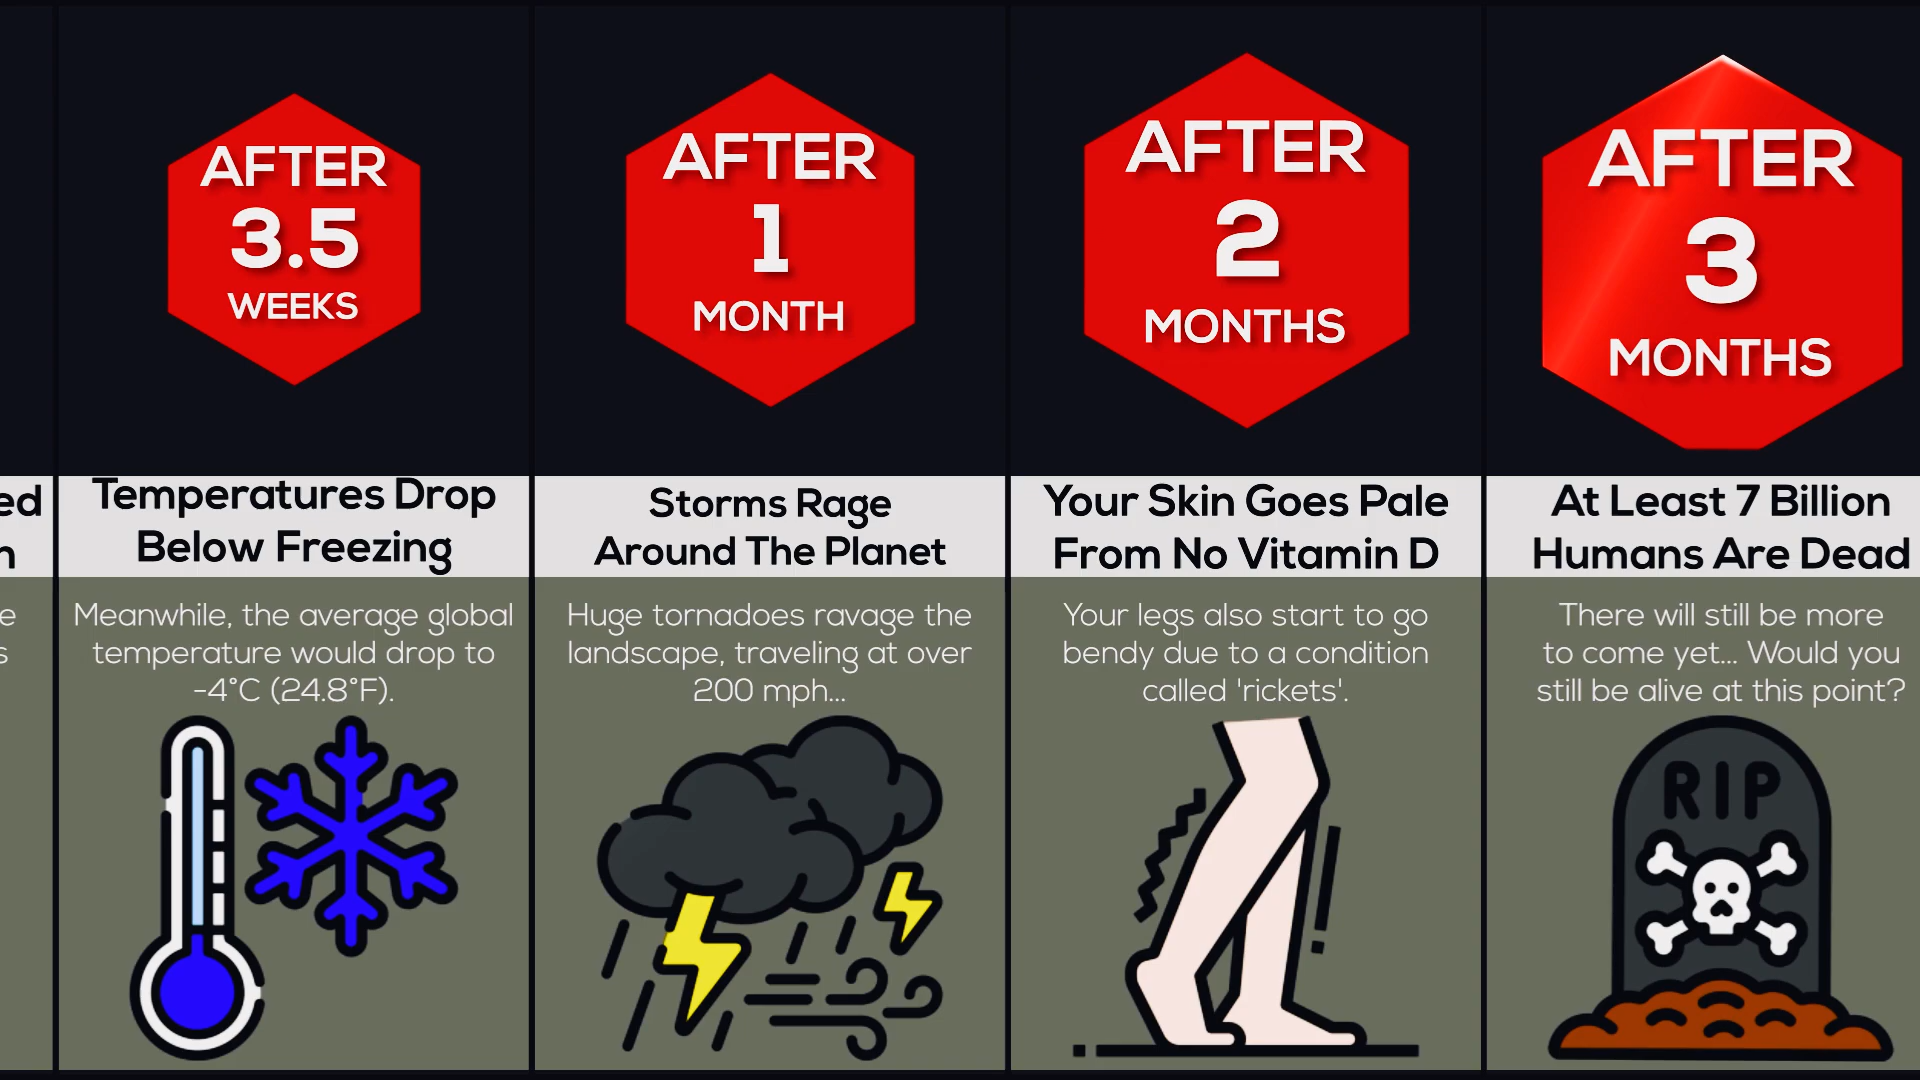 ed
n
e
s
AFTER
3.5
WEEKS
Temperatures Drop
Below Freezing
Meanwhile, the average global
temperature would drop to
-4°C (24.8°F).
AFTER
1
MONTH
Storms Rage
Around The Planet
Huge tornadoes ravage the
landscape, traveling at over
200 mph...
AFTER
2
MONTHS
Your Skin Goes Pale
From No Vitamin D
Your legs also start to go
bendy due to a condition
called 'rickets'.
AFTER
3
MONTHS
At Least 7 Billion
Humans Are Dead
There will still be more
to come yet... Would you
still be alive at this point?
RIP